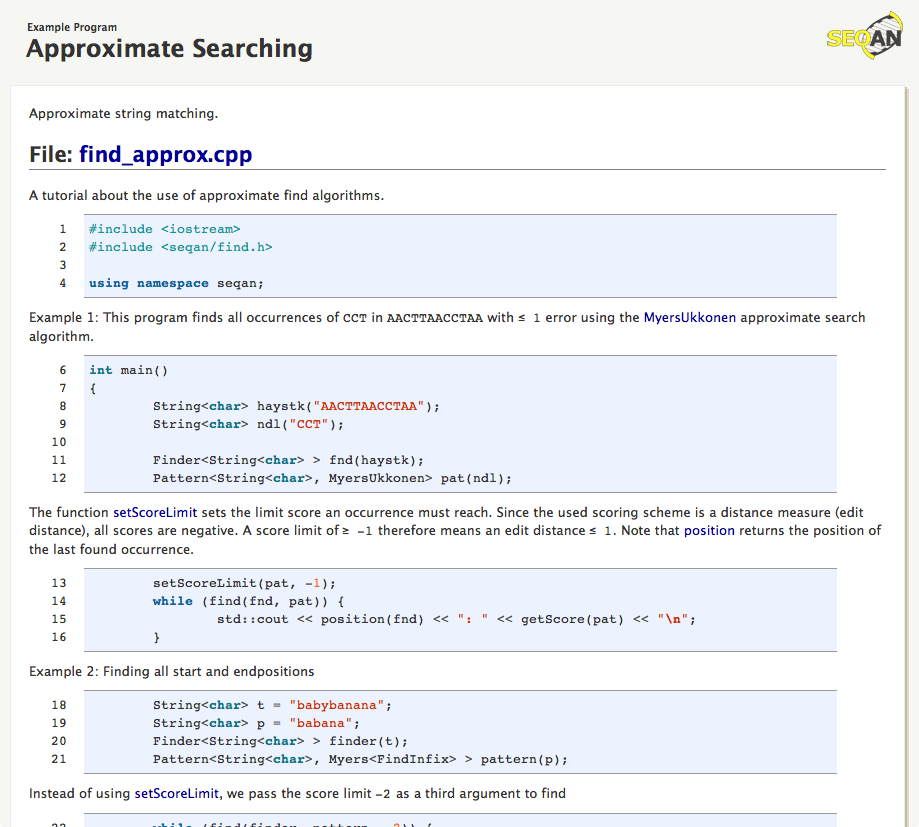 Example Program
Approximate Searching
SEQAN
Approximate string matching.
File: find_approx.cpp
A tutorial about the use of approximate find algorithms.
1 #include <iostream>
2 #include <seqan/find.h>
3
4 using namespace seqan;
Example 1: This program finds all occurrences of CCT in AACTTAACCTAA with ≤ 1 error using the MyersUkkonen approximate search
algorithm.
6 int main()
7 {
8 String<char> haystk("AACTTAACCTAA");
9 String<char> ndl("CCT");
10
11 Finder<String<char> > fnd(haystk);
12 Pattern<String<char>, MyersUkkonen> pat(ndl);
The function setScoreLimit sets the limit score an occurrence must reach. Since the used scoring scheme is a distance measure (edit
distance), all scores are negative. A score limit of ≥ -1 therefore means an edit distance ≤ 1. Note that position returns the position of
the last found occurrence.
13 setScoreLimit(pat, -1);
14 while (find(fnd, pat)) {
15 std::cout << position(fnd) << ": " << getScore(pat) << "\n";
16 }
Example 2: Finding all start and endpositions
18 String<char> t = "babybanana";
19 String<char> p = "babana";
20 Finder<String<char> > finder(t);
21 Pattern<String<char>, Myers<FindInfix> > pattern(p);
Instead of using setScoreLimit, we pass the score limit -2 as a third argument to find